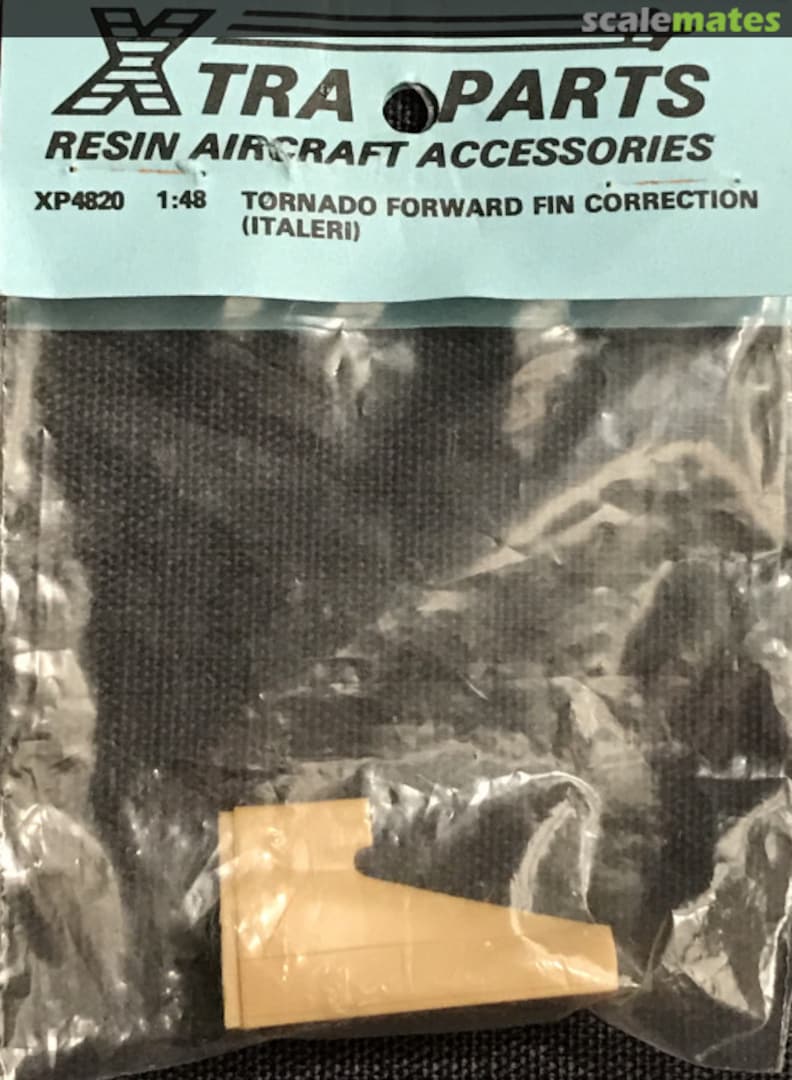 scalemates
XTRA PARTS
RESIN AIRCRAFT ACCESSORIES
XP4820 1:48 TORNADO FORWARD FIN CORRECTION
(ITALERI)